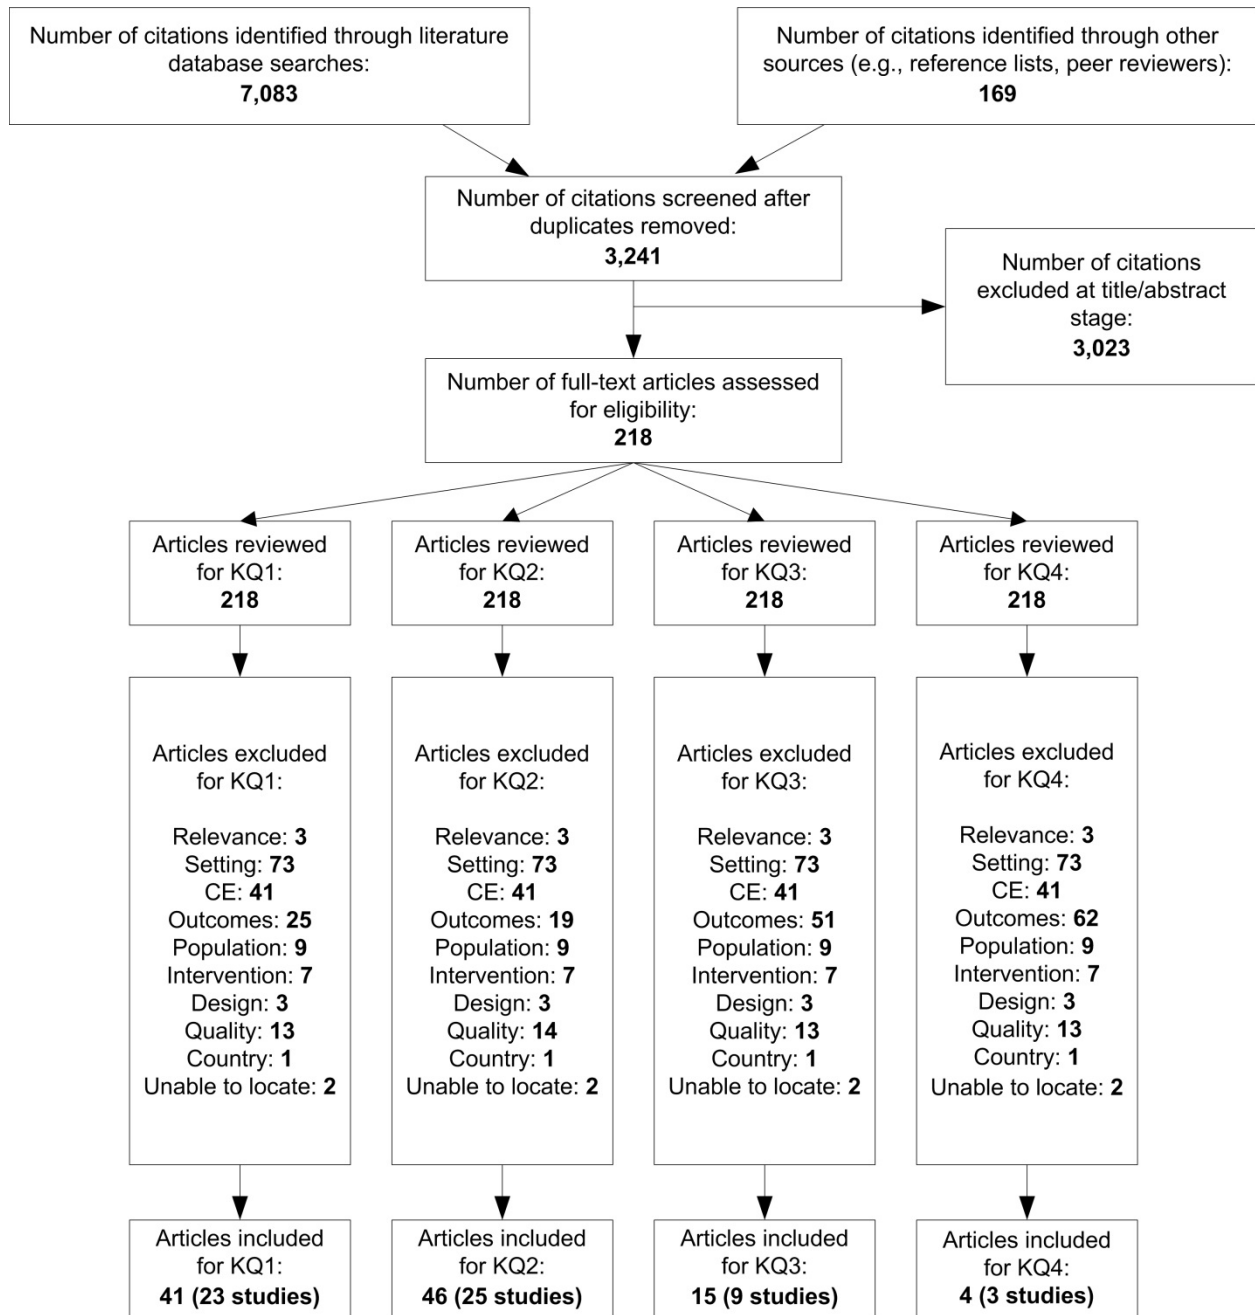 Number of citations identified through literature
database searches:
7,083
Number of citations identified through other
sources (e.g., reference lists, peer reviewers):
169
Number of citations screened after
duplicates removed:
3,241
Number of citations
excluded at title/abstract
stage:
3,023
Number of full-text articles assessed
for eligibility:
218
Articles reviewed
for KQ1:
218
Articles reviewed
for KQ2:
218
Articles reviewed
for KQ3:
218
Articles reviewed
for KQ4:
218
Articles excluded
for KQ1:
Relevance: 3
Setting: 73
CE: 41
Outcomes: 25
Population: 9
Intervention: 7
Design: 3
Quality: 13
Country: 1
Unable to locate: 2
Articles excluded
for KQ2:
Relevance: 3
Setting: 73
CE: 41
Outcomes: 19
Population: 9
Intervention: 7
Design: 3
Quality: 14
Country: 1
Unable to locate: 2
Articles excluded
for KQ3:
Relevance: 3
Setting: 73
CE: 41
Outcomes: 51
Population: 9
Intervention: 7
Design: 3
Quality: 13
Country: 1
Unable to locate: 2
Articles excluded
for KQ4:
Relevance: 3
Setting: 73
CE: 41
Outcomes: 62
Population: 9
Intervention: 7
Design: 3
Quality: 13
Country: 1
Unable to locate: 2
Articles included
for KQ1:
41 (23 studies)
Articles included
for KQ2:
46 (25 studies)
Articles included
for KQ3:
15 (9 studies)
Articles included
for KQ4:
4 (3 studies)